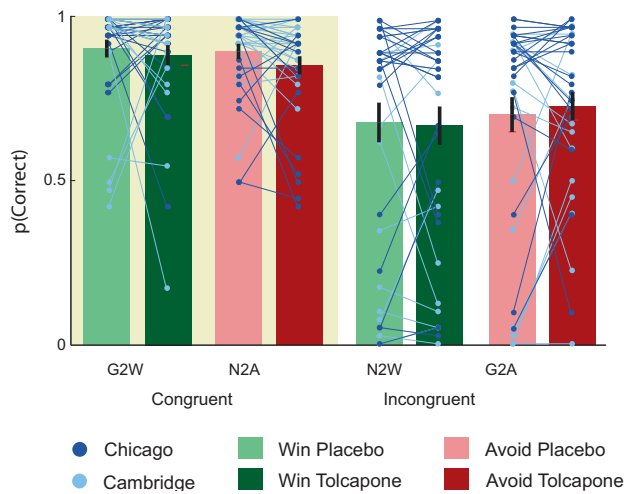 p(Correct)
1
0.5
0
G2W
N2A
N2W
G2A
Congruent
Incongruent
Chicago
Win Placebo
Avoid Placebo
Cambridge
Win Tolcapone
Avoid Tolcapone